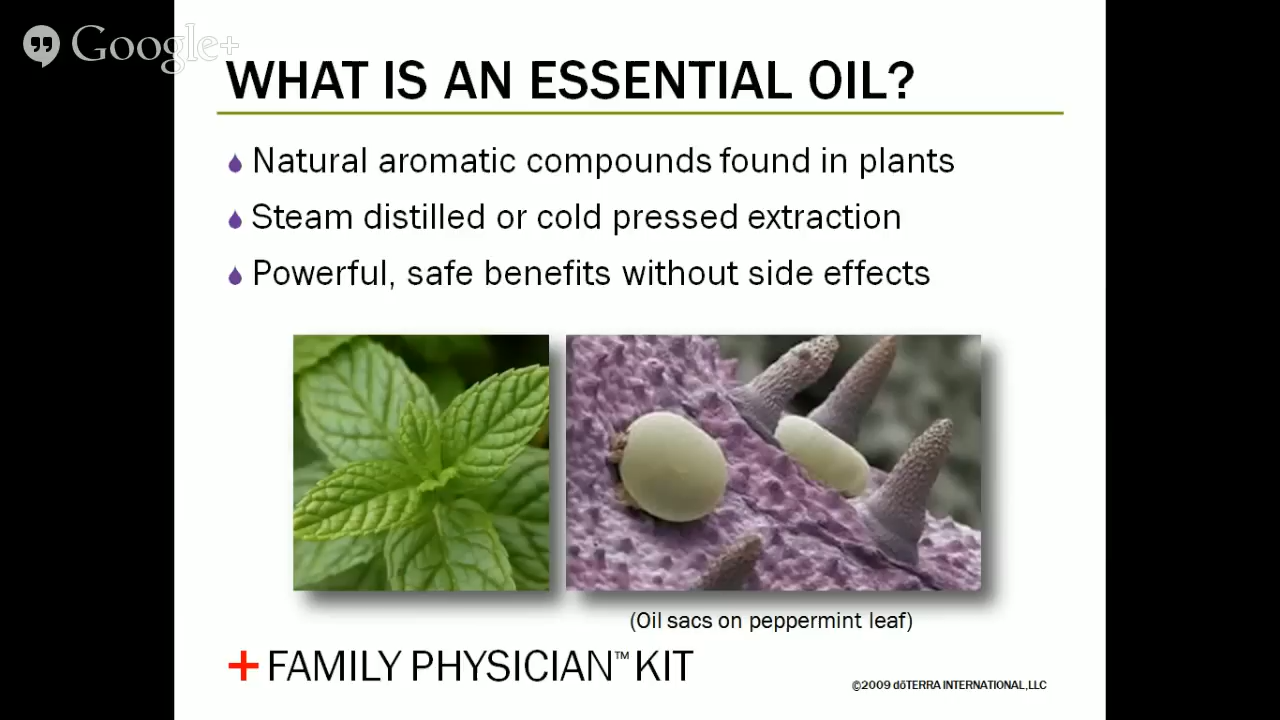 Google+
WHAT IS AN ESSENTIAL OIL?
Natural aromatic compounds found in plants
Steam distilled or cold pressed extraction
Powerful, safe benefits without side effects
(Oil sacs on peppermint leaf)
+FAMILY PHYSICIAN™ KIT
©2009 dōTERRA INTERNATIONAL,LLC